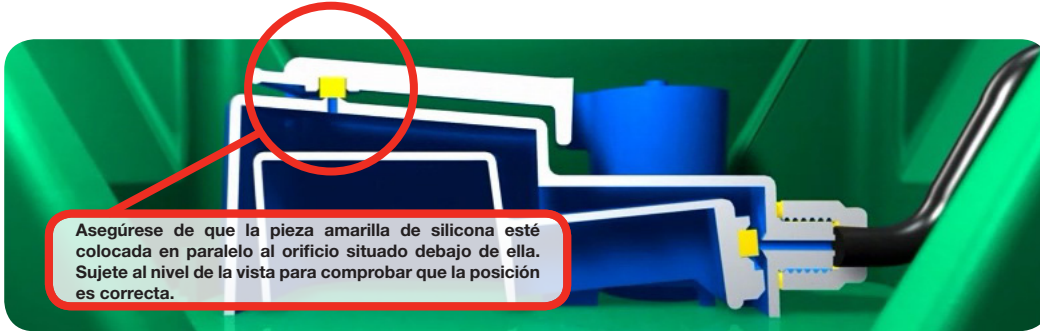 Asegúrese de que la pieza amarilla de silicona esté
colocada en paralelo al orificio situado debajo de ella.
Sujete al nivel de la vista para comprobar que la posición
es correcta.